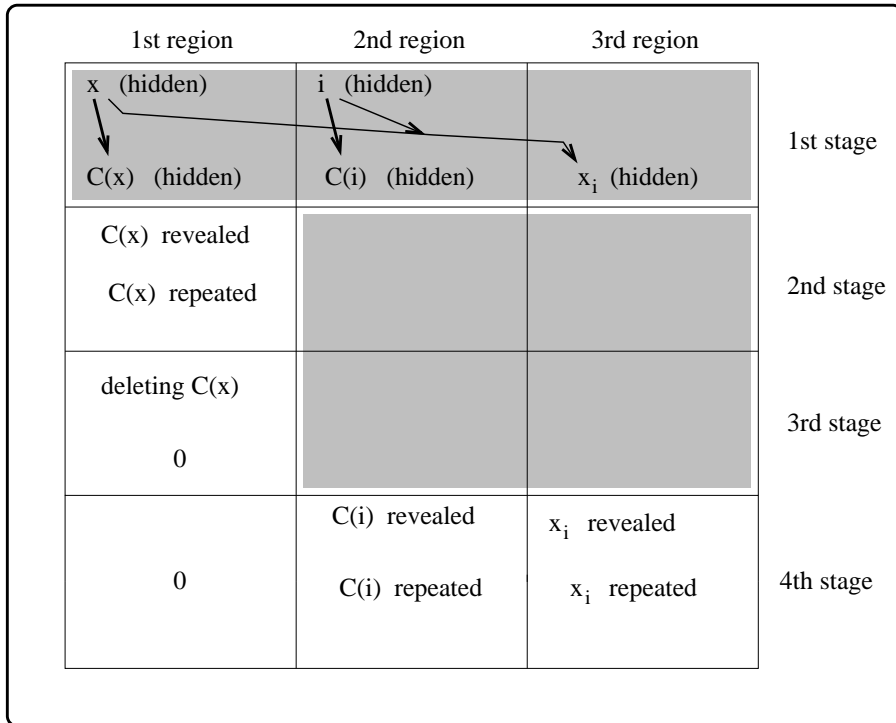 1st region 2nd region 3rd region
x (hidden) i (hidden)
1st stage
C(x) (hidden) C(i) (hidden) x_i (hidden)
C(x) revealed
2nd stage
C(x) repeated
deleting C(x)
3rd stage
0
C(i) revealed x_i revealed
0 C(i) repeated x_i repeated 4th stage